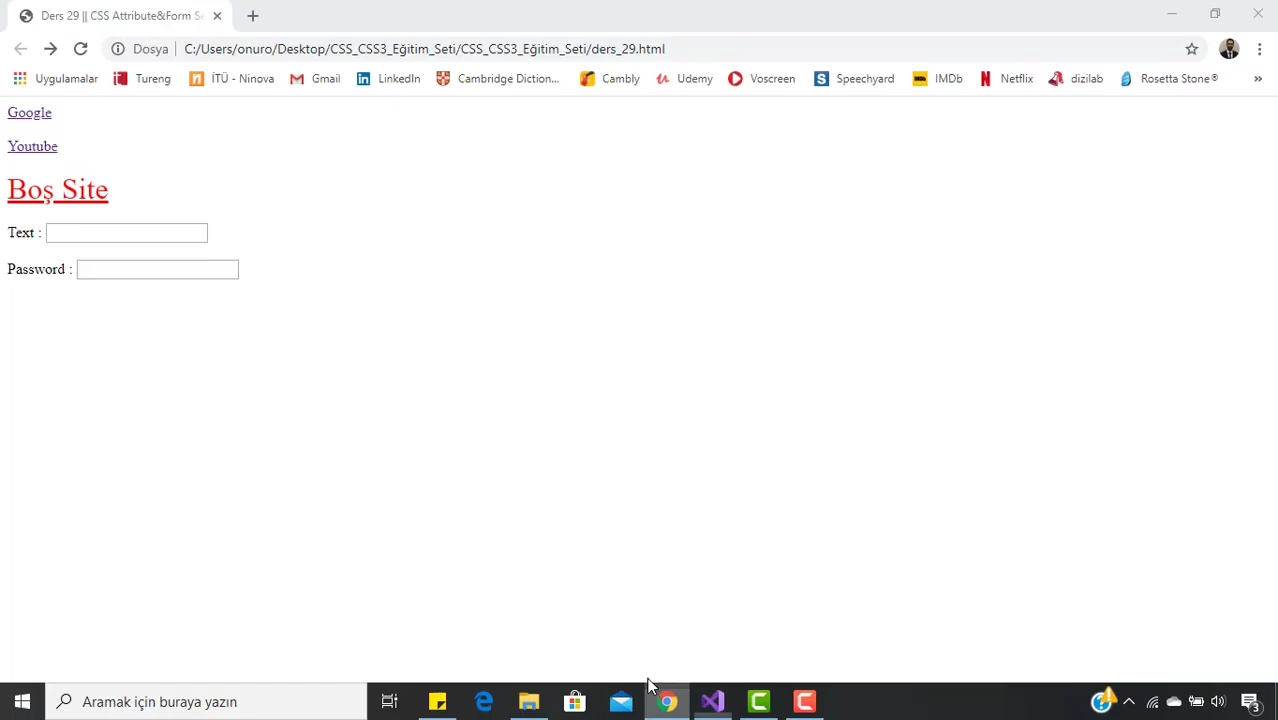 Ders 29 || CSS Attribute&Form Se
Dosya C:/Users/onuro/Desktop/CSS_CSS3_Eğitim_Seti/CSS_CSS3_Eğitim_Seti/ders_29.html
Uygulamalar Tureng İTÜ - Ninova Gmail LinkedIn Cambridge Diction... Cambly Udemy Voscreen Speechyard IMDb Netflix dizilab Rosetta Stone® »
Google
Youtube
Boş Site
Text :
Password :
Aramak için buraya yazın
3